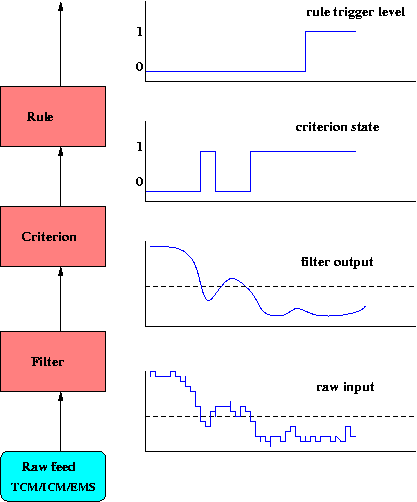 rule trigger level
1
0
Rule
criterion state
1
0
Criterion
filter output
Filter
raw input
Raw feed
TCM/ICM/EMS